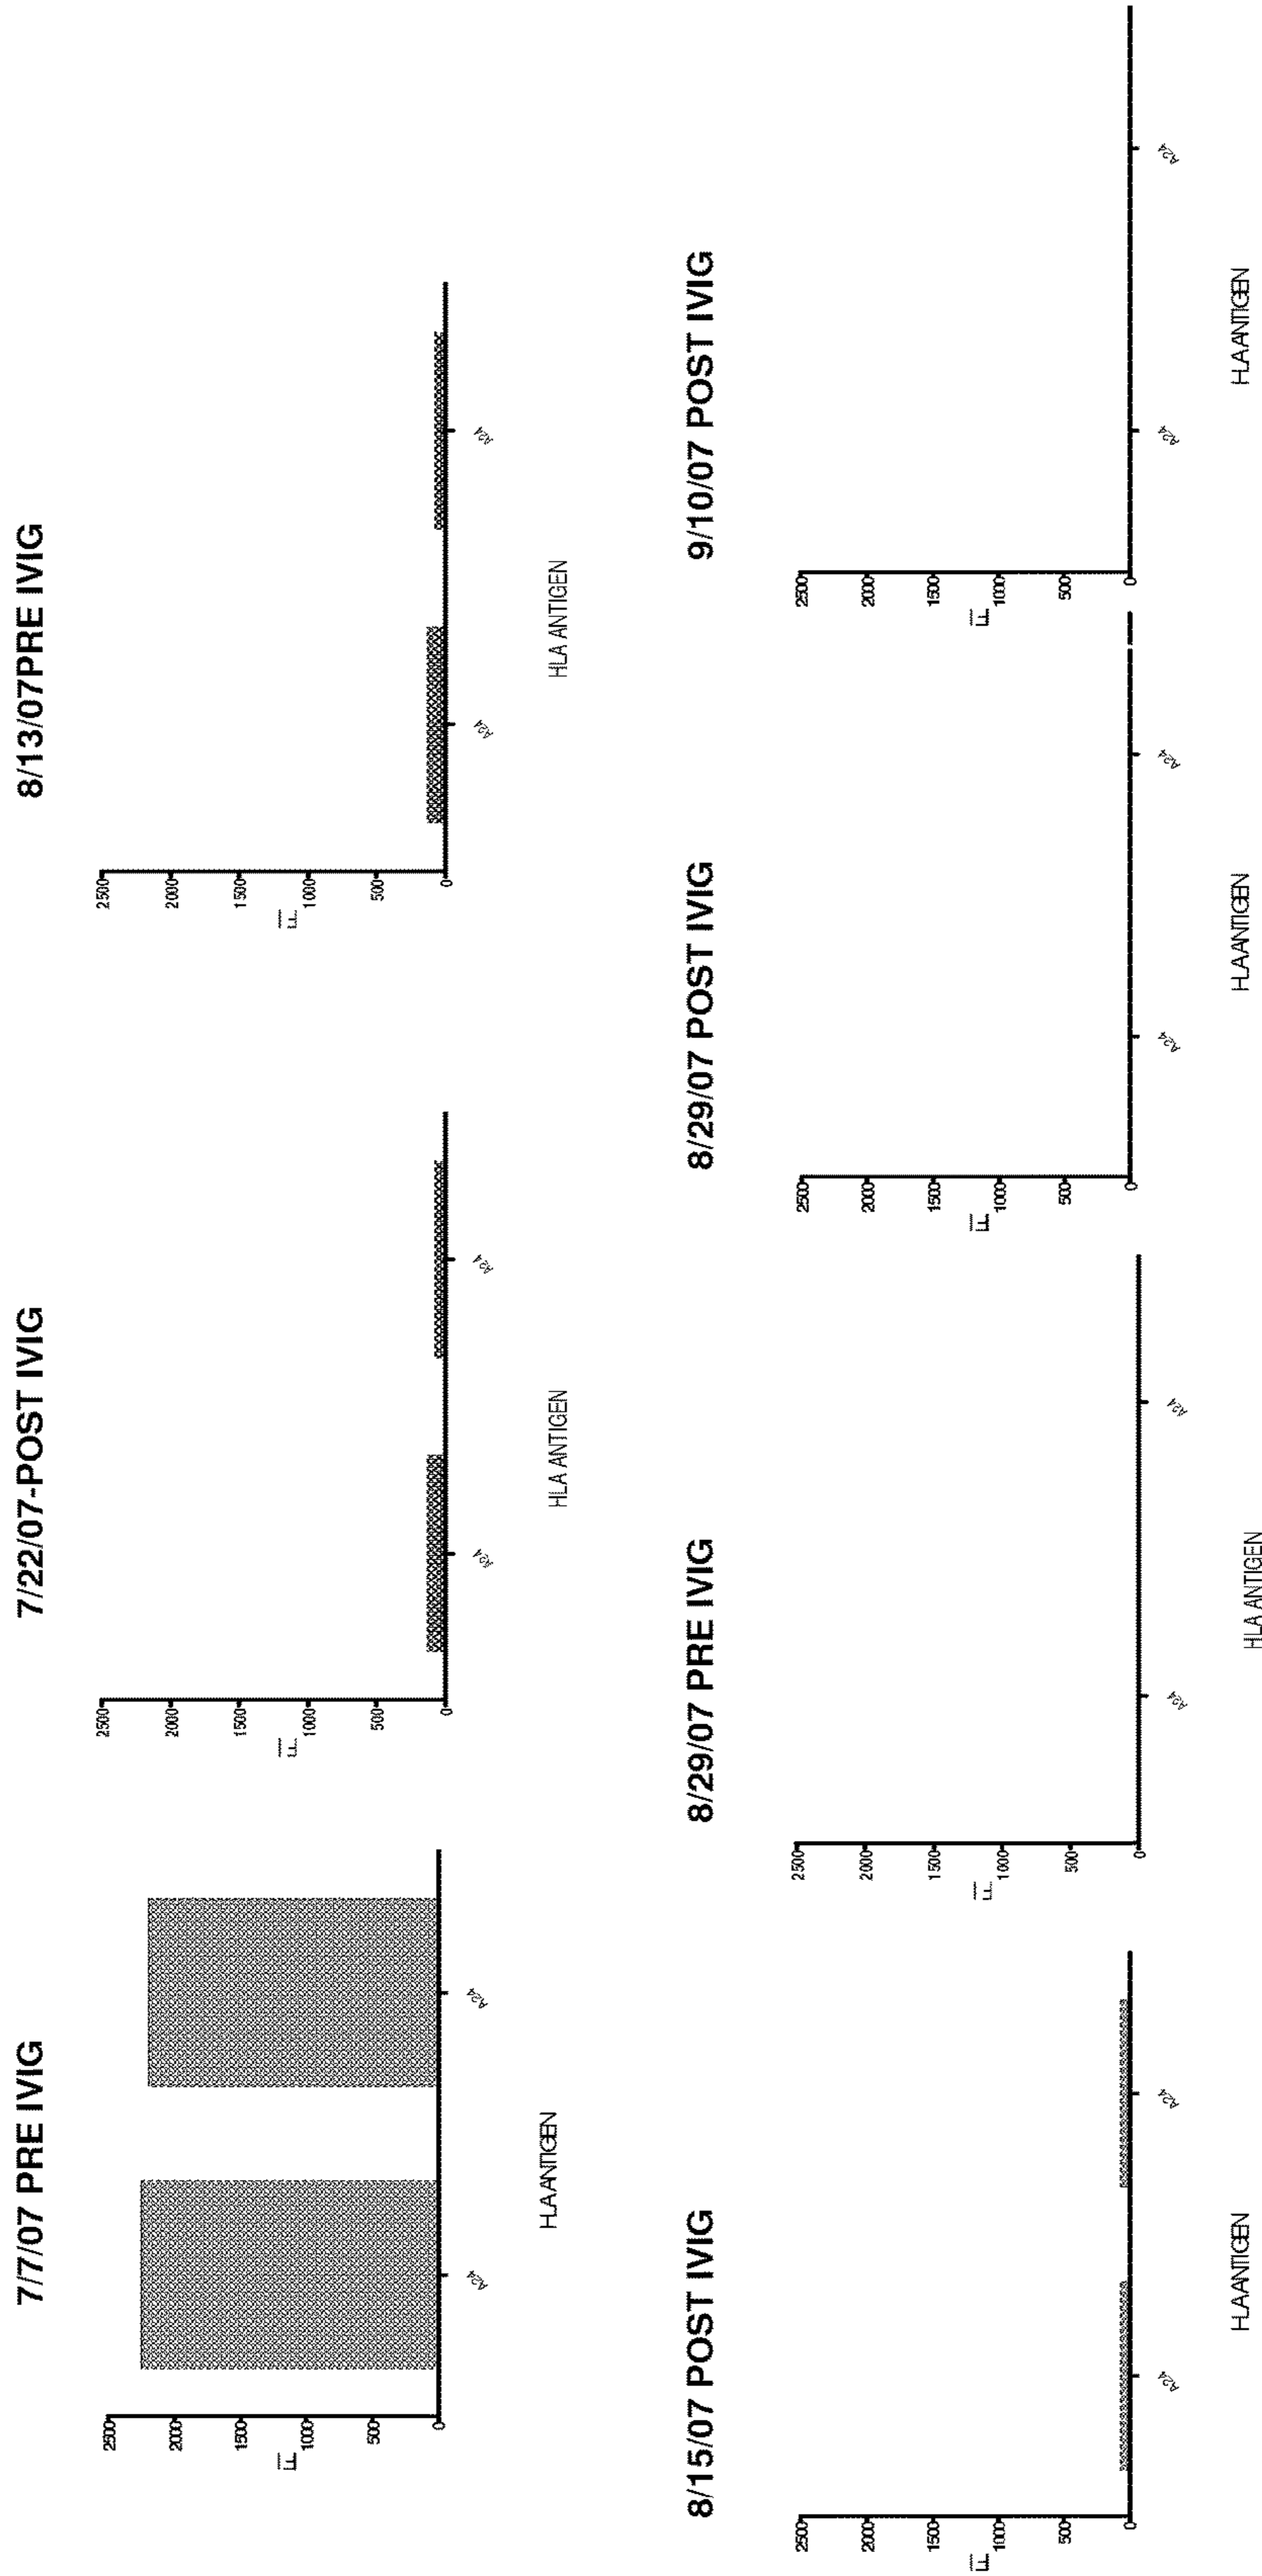 7/7/07 PRE IVIG
2500
2000
1500
1000
500
0
FI
A24
A24
HLA ANTIGEN
7/22/07-POST IVIG
2500
2000
1500
1000
500
0
FI
A24
A24
HLA ANTIGEN
8/13/07PRE IVIG
2500
2000
1500
1000
500
0
FI
A24
A24
HLA ANTIGEN
8/15/07 POST IVIG
2500
2000
1500
1000
500
0
FI
A24
A24
HLA ANTIGEN
8/29/07 PRE IVIG
2500
2000
1500
1000
500
0
FI
A24
A24
HLA ANTIGEN
8/29/07 POST IVIG
2500
2000
1500
1000
500
0
FI
A24
A24
HLA ANTIGEN
9/10/07 POST IVIG
2500
2000
1500
1000
500
0
FI
A24
A24
HLA ANTIGEN